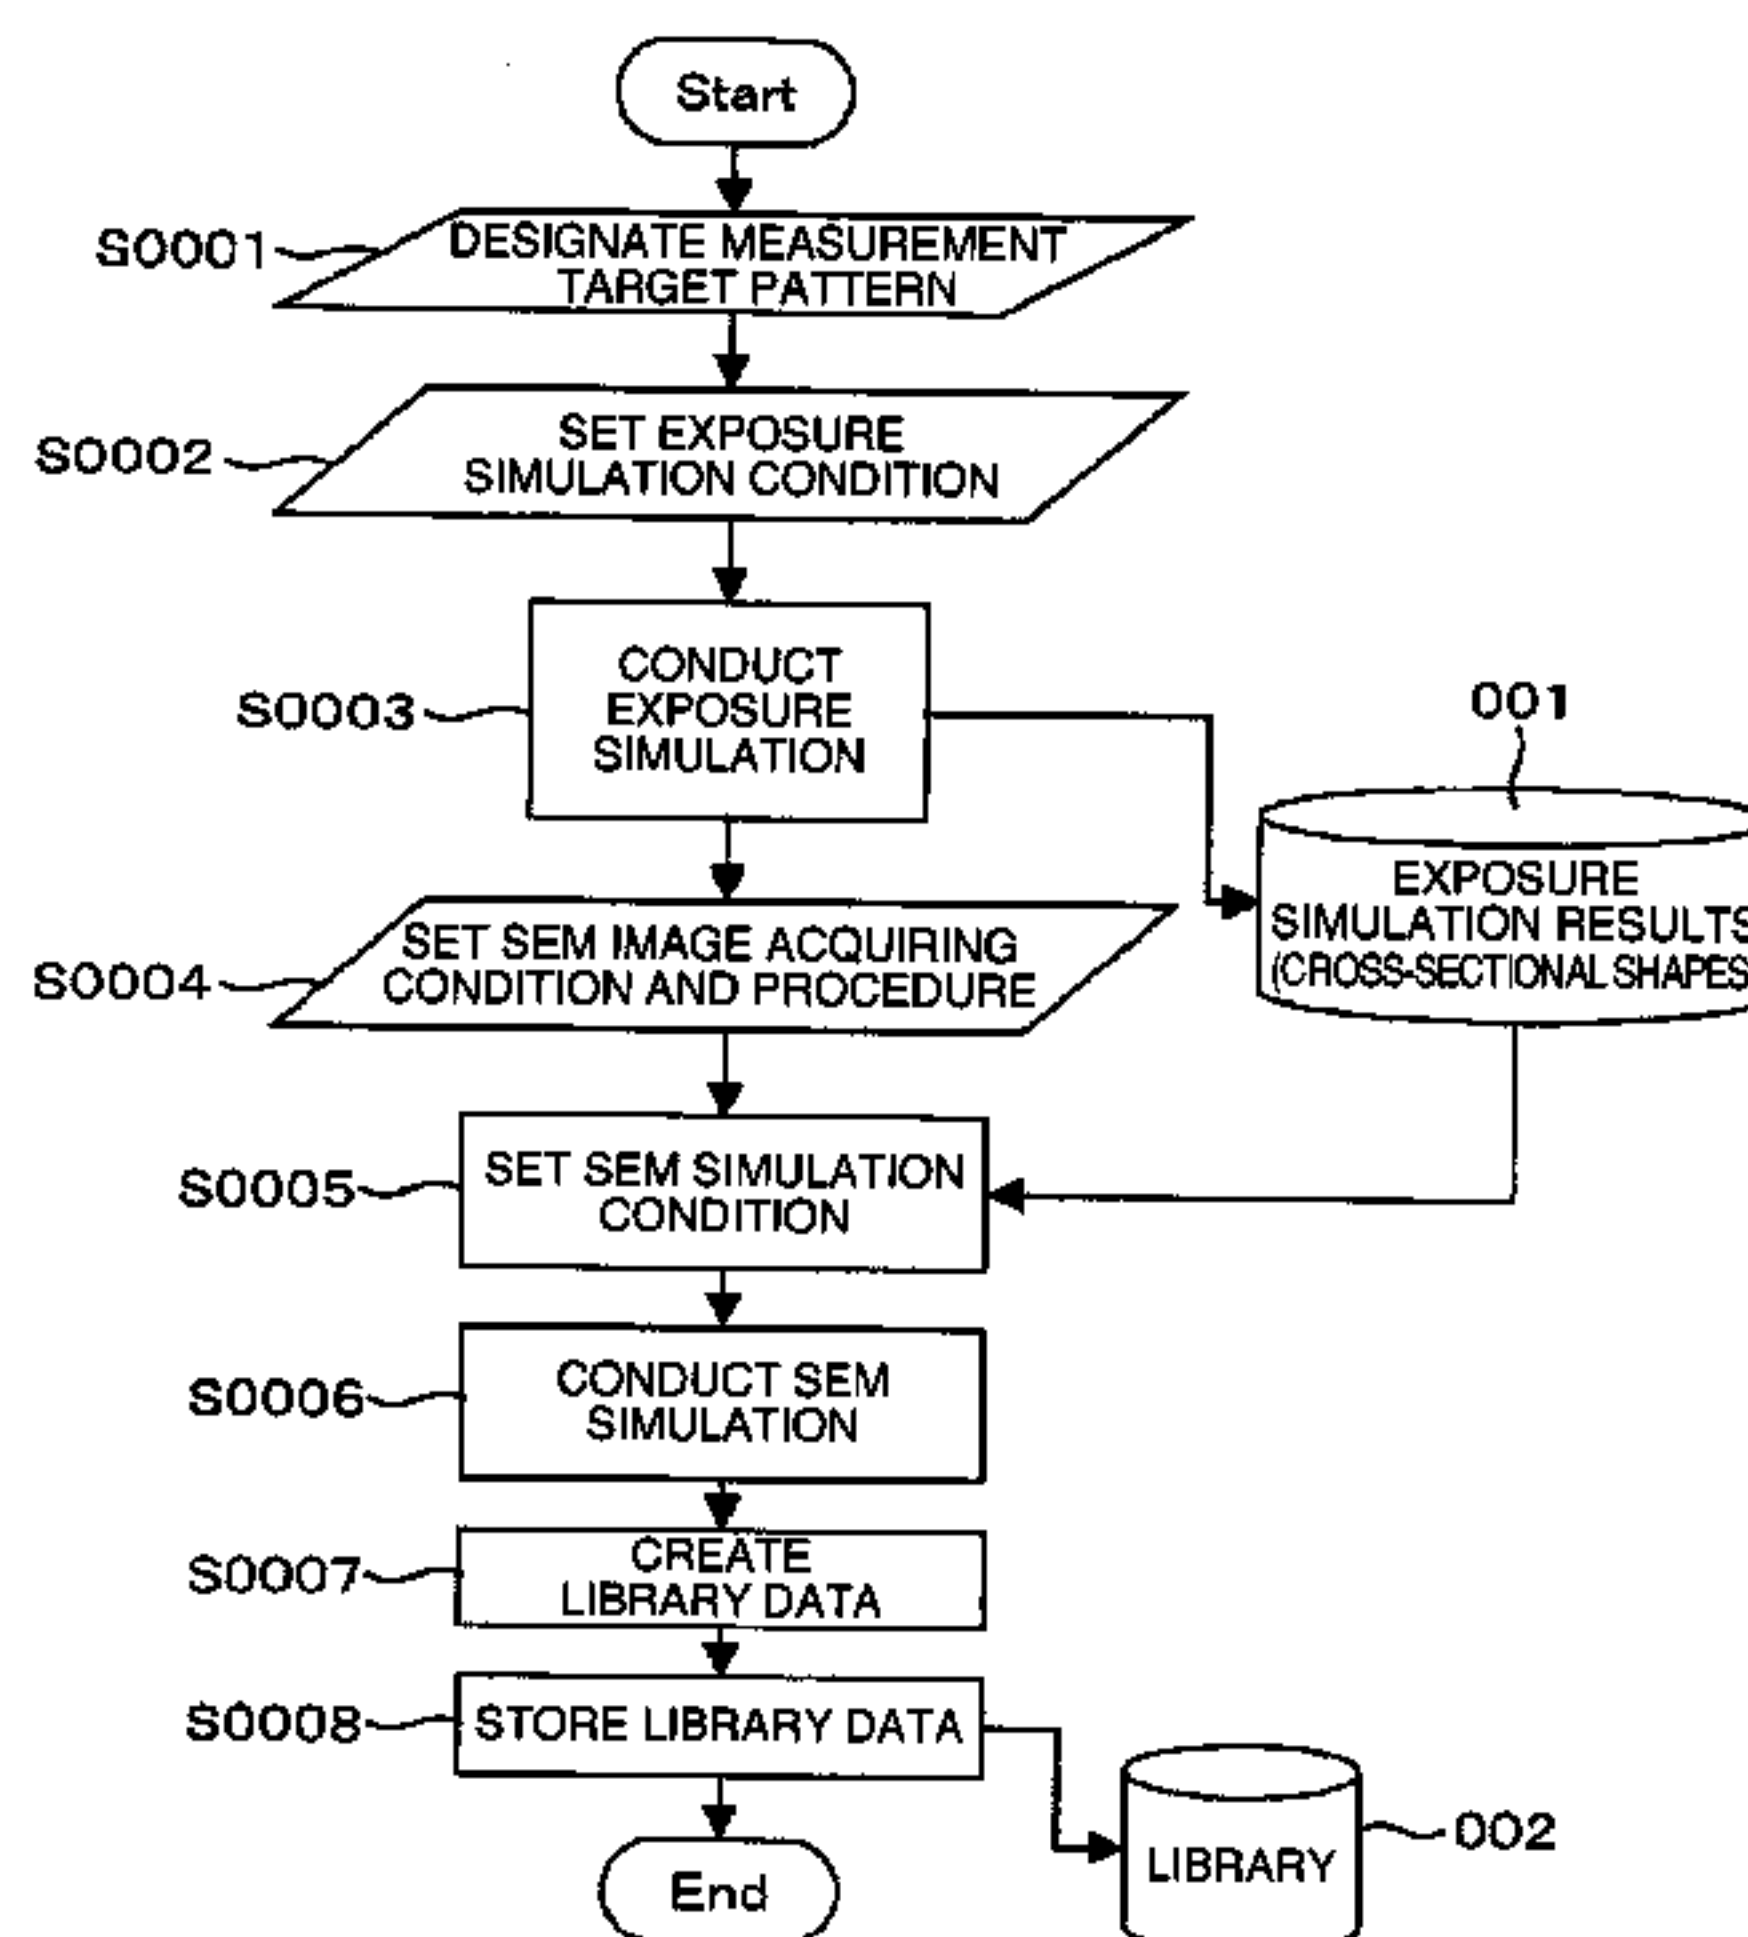 Start
S0001
DESIGNATE MEASUREMENT
TARGET PATTERN
S0002
SET EXPOSURE
SIMULATION CONDITION
S0003
CONDUCT
EXPOSURE
SIMULATION
001
EXPOSURE
SIMULATION RESULTS
(CROSS-SECTIONAL SHAPES
S0004
SET SEM IMAGE ACQUIRING
CONDITION AND PROCEDURE
S0005
SET SEM SIMULATION
CONDITION
S0006
CONDUCT SEM
SIMULATION
S0007
CREATE
LIBRARY DATA
S0008
STORE LIBRARY DATA
002
LIBRARY
End